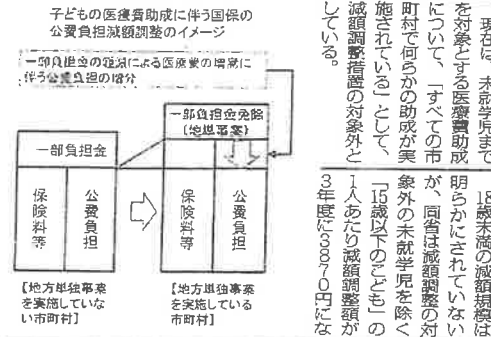 子どもの医療費助成に伴う国保の
公費負担減額調整のイメージ
一部負担金の軽減による医療費の増嵩に
伴う公費負担の増分
一部負担金免除
(地単事業)
一部負担金
保険料等
公費負担
保険料等
公費負担
【地方単独事業
を実施していな
い市町村】
【地方単独事業
を実施している
市町村】
現在は、未就学児まで
を対象とする医療費助成
について、「すべての市
町村で何らかの助成が実
施されている」として、
減額調整措置の対象外と
している。
18歳未満の減額規模は
明らかにされていない
が、同省は減額調整の対
象外の未就学児を除く
「15歳以下のこども」の
1人あたり減額調整額が
3年度に3870円にな